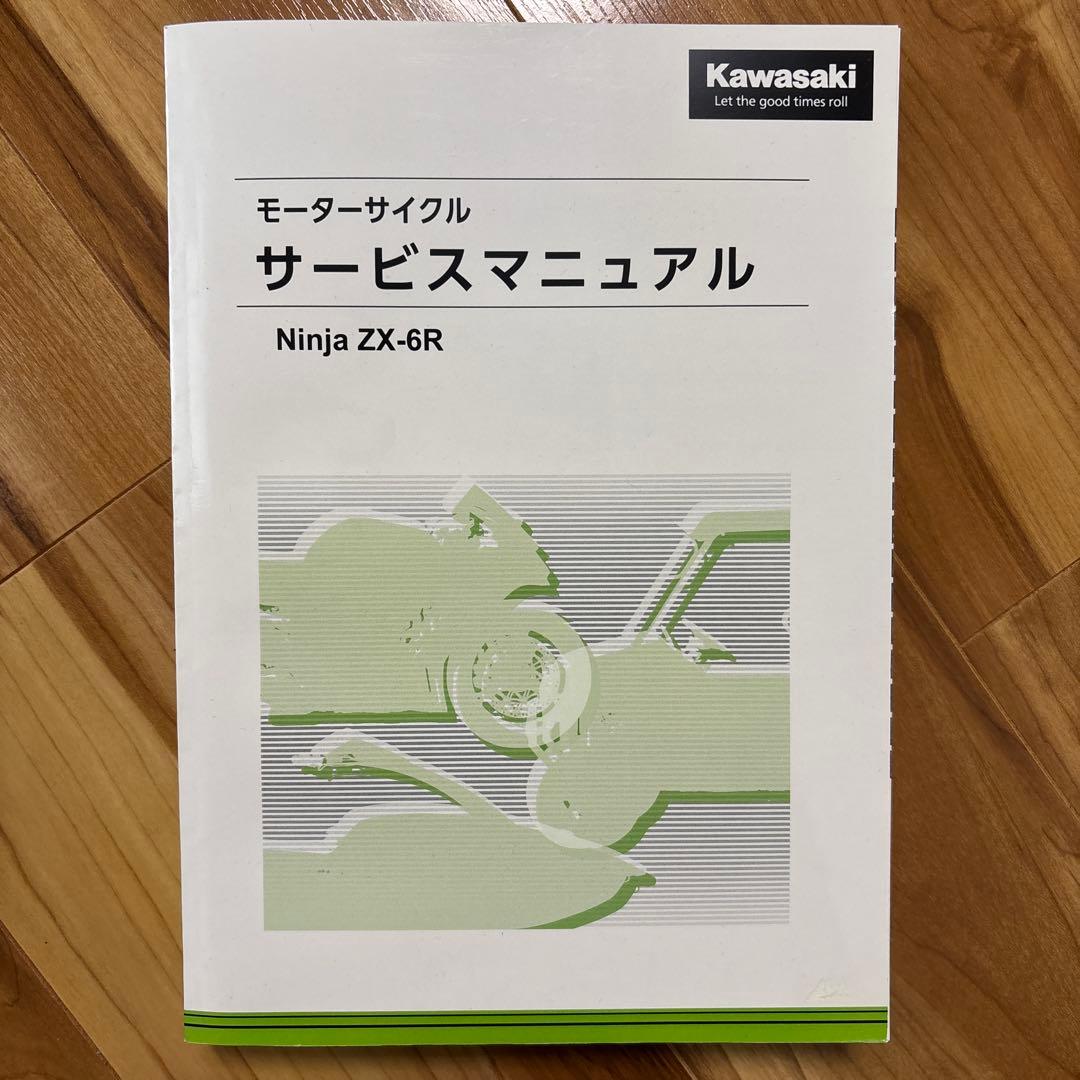 Kawasaki
Let the good times roll
モーターサイクル
サービスマニュアル
Ninja ZX-6R